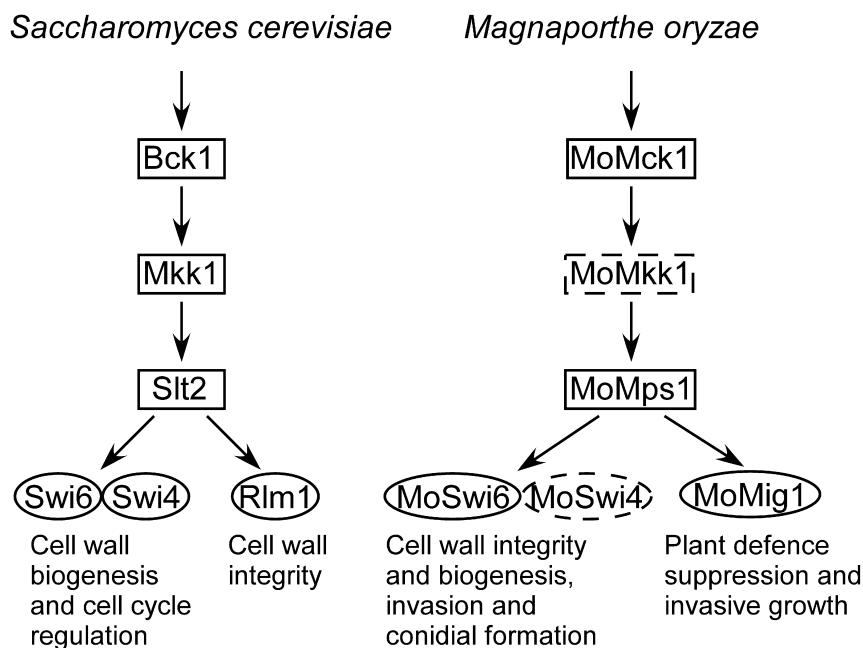 Saccharomyces cerevisiae
Magnaporthe oryzae
Bck1
MoMck1
Mkk1
MoMkk1
Slt2
MoMps1
Swi6
Swi4
Rlm1
MoSwi6
MoSwi4
MoMig1
Cell wall
biogenesis
and cell cycle
regulation
Cell wall
integrity
Cell wall integrity
and biogenesis,
invasion and
conidial formation
Plant defence
suppression and
invasive growth